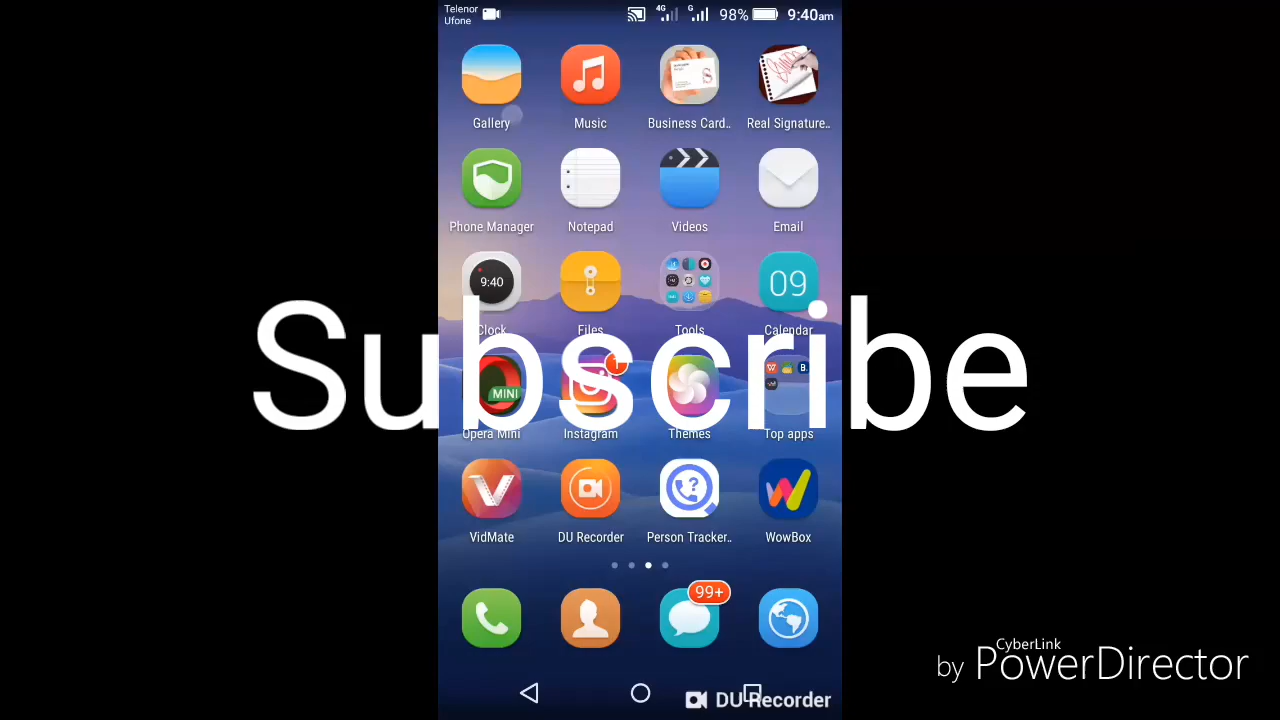 Telenor
Ufone
4G G 98% 9:40am
Gallery Music Business Card.. Real Signature..
Phone Manager Notepad Videos Email
9:40 09
Clock Files Tools Calendar
Subscribe
MINI 1
Opera Mini Instagram Themes Top apps
VidMate DU Recorder Person Tracker.. WowBox
99+
CyberLink
by PowerDirector
DU Recorder